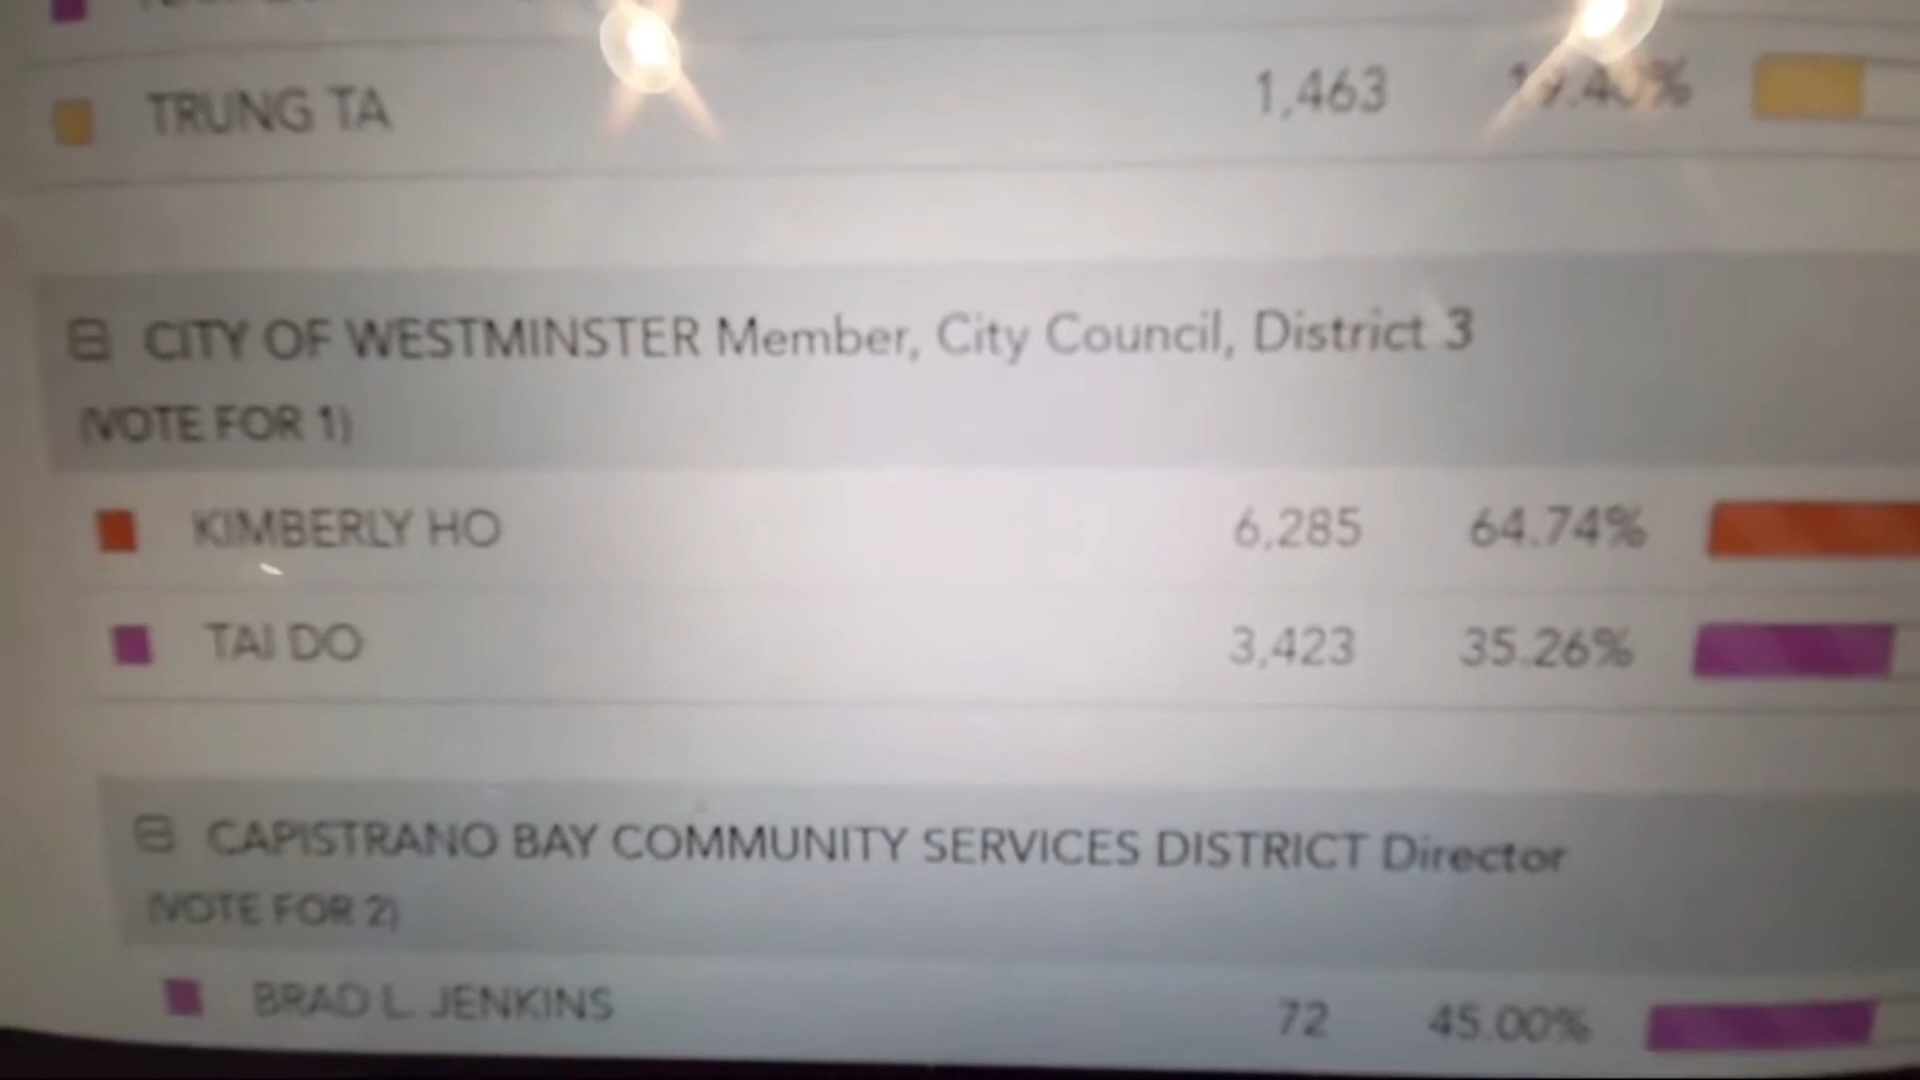 TRUNG TA 1,463
CITY OF WESTMINSTER Member, City Council, District 3
(VOTE FOR 1)
KIMBERLY HO 6,285 64.74%
TAI DO 3,423 35.26%
CAPISTRANO BAY COMMUNITY SERVICES DISTRICT Director
(VOTE FOR 2)
BRAD L. JENKINS 72 45.00%